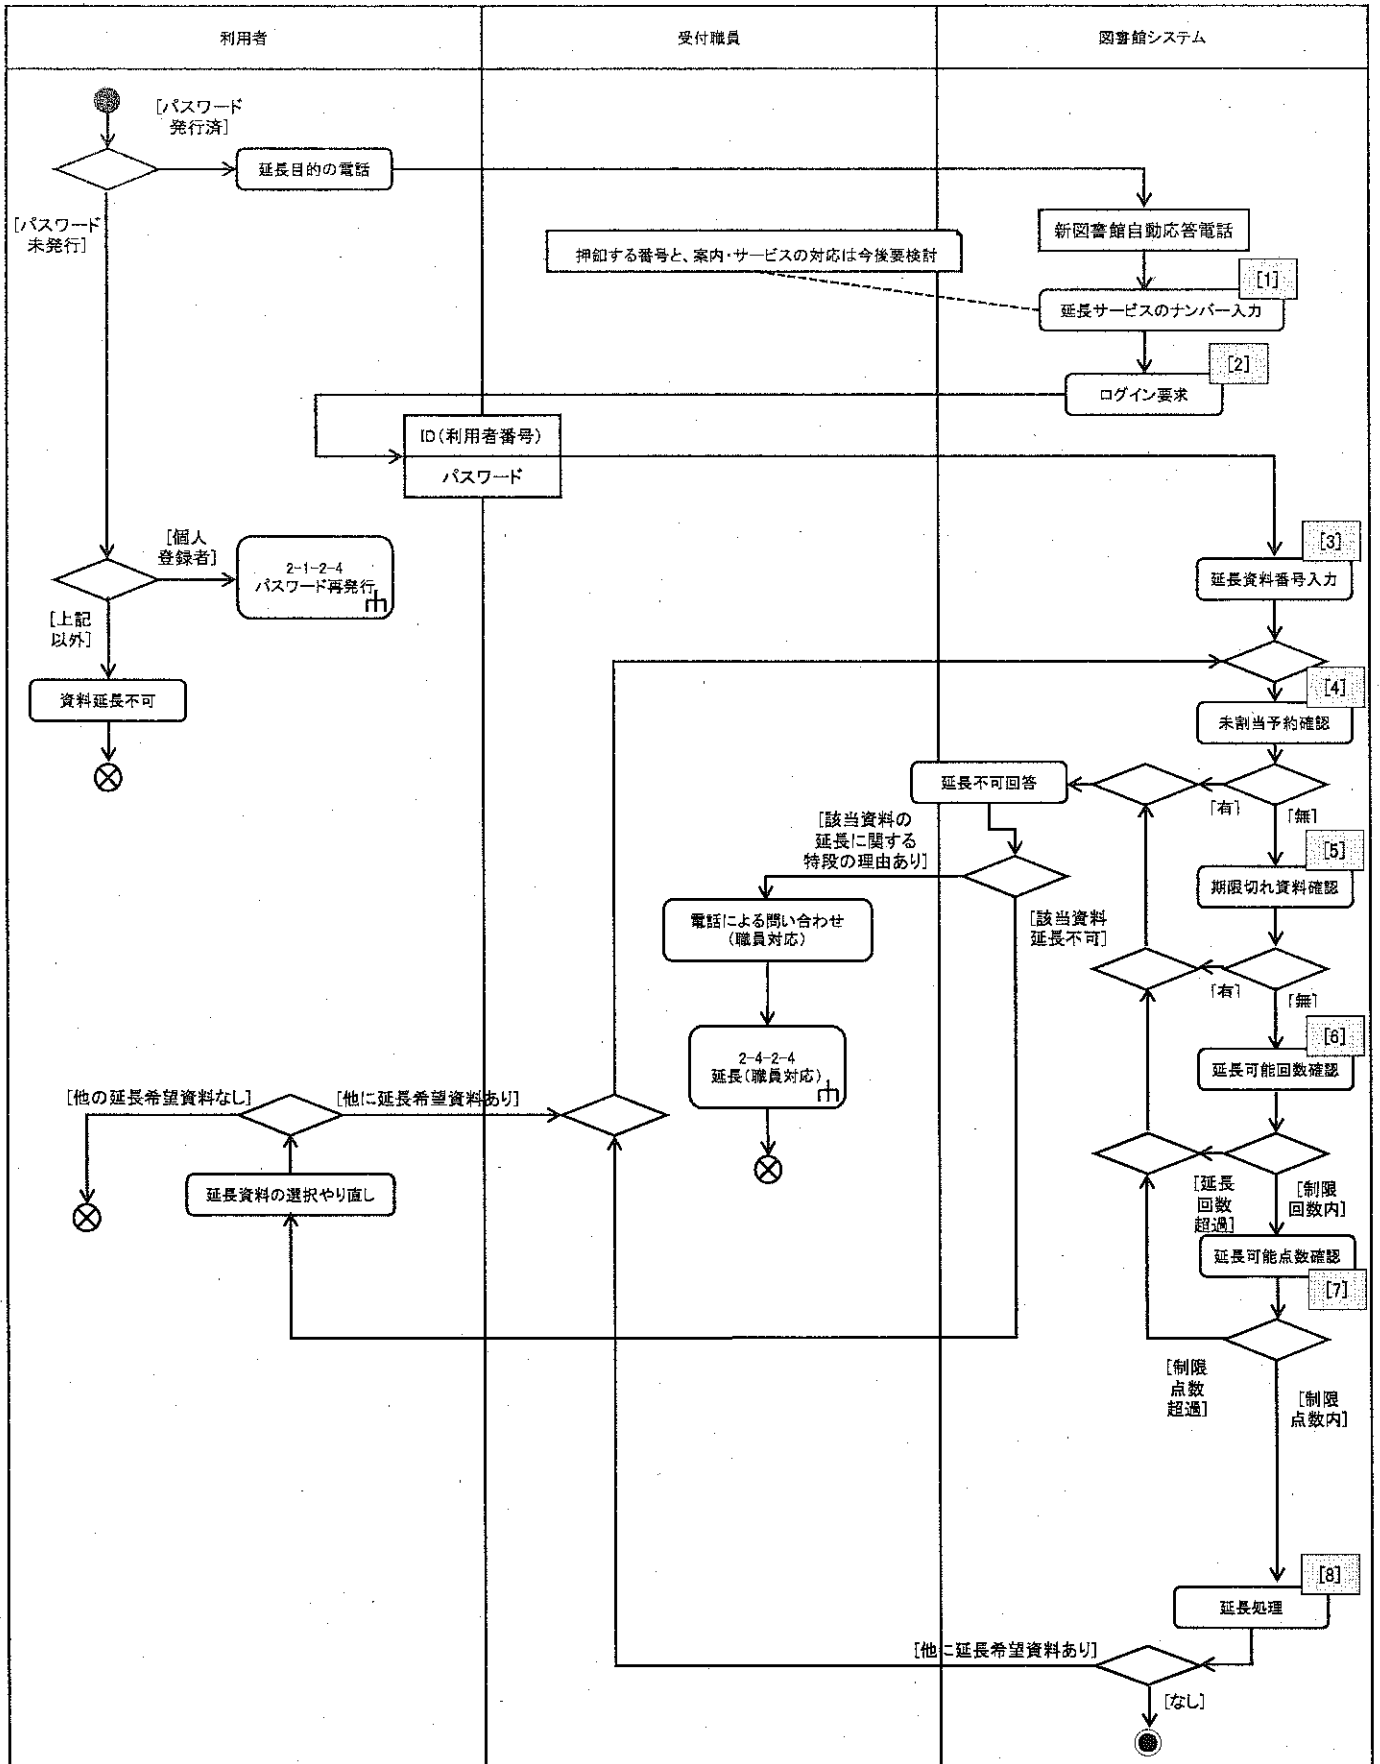 利用者
受付職員
図書館システム
[パスワード
発行済]
延長目的の電話
[パスワード
未発行]
新図書館自動応答電話
押釦する番号と、案内・サービスの対応は今後要検討
[1]
延長サービスのナンバー入力
[2]
ログイン要求
ID(利用者番号)
パスワード
[個人
登録者]
2-1-2-4
パスワード再発行
[3]
延長資料番号入力
[上記
以外]
資料延長不可
[4]
未割当予約確認
延長不可回答
[有]
[無]
[該当資料の
延長に関する
特段の理由あり]
[5]
期限切れ資料確認
電話による問い合わせ
(職員対応)
[該当資料
延長不可]
[有]
[無]
2-4-2-4
延長(職員対応)
[6]
延長可能回数確認
[他の延長希望資料なし]
[他に延長希望資料あり]
延長資料の選択やり直し
[延長
回数
超過]
[制限
回数内]
延長可能点数確認
[7]
[制限
点数
超過]
[制限
点数内]
[8]
延長処理
[他に延長希望資料あり]
[なし]